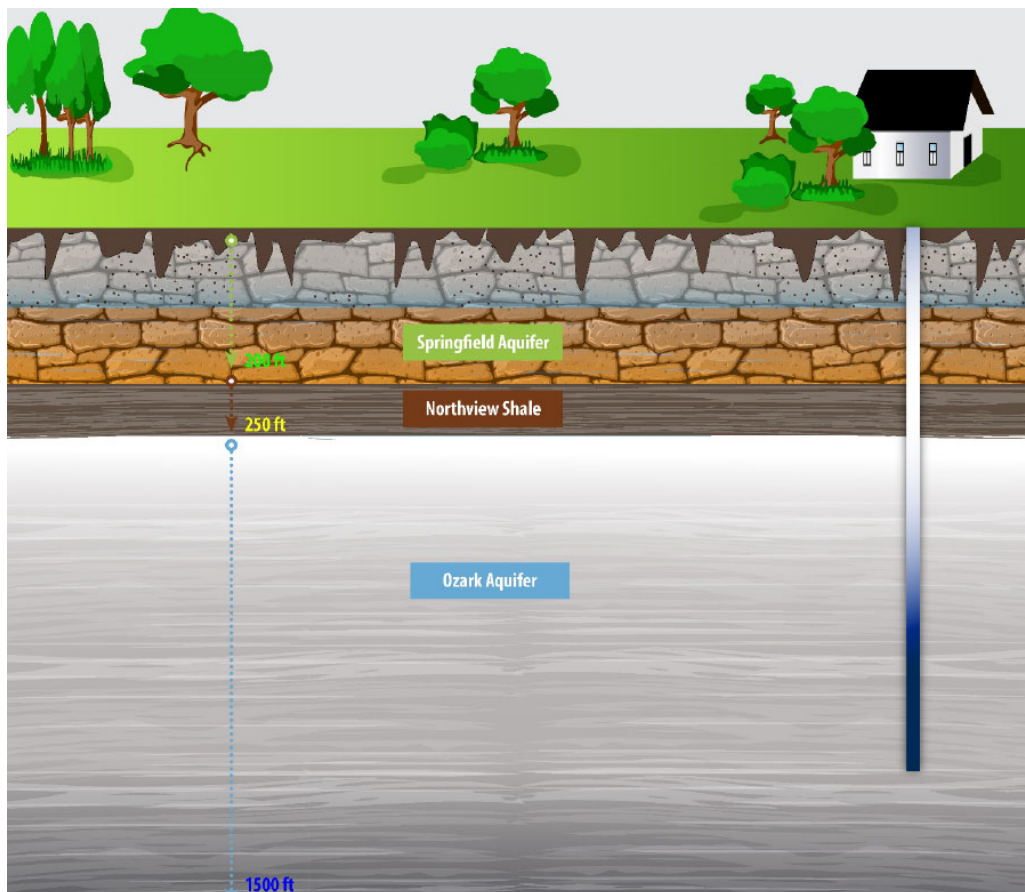 Springfield Aquifer
200 ft
Northview Shale
250 ft
Ozark Aquifer
1500 ft